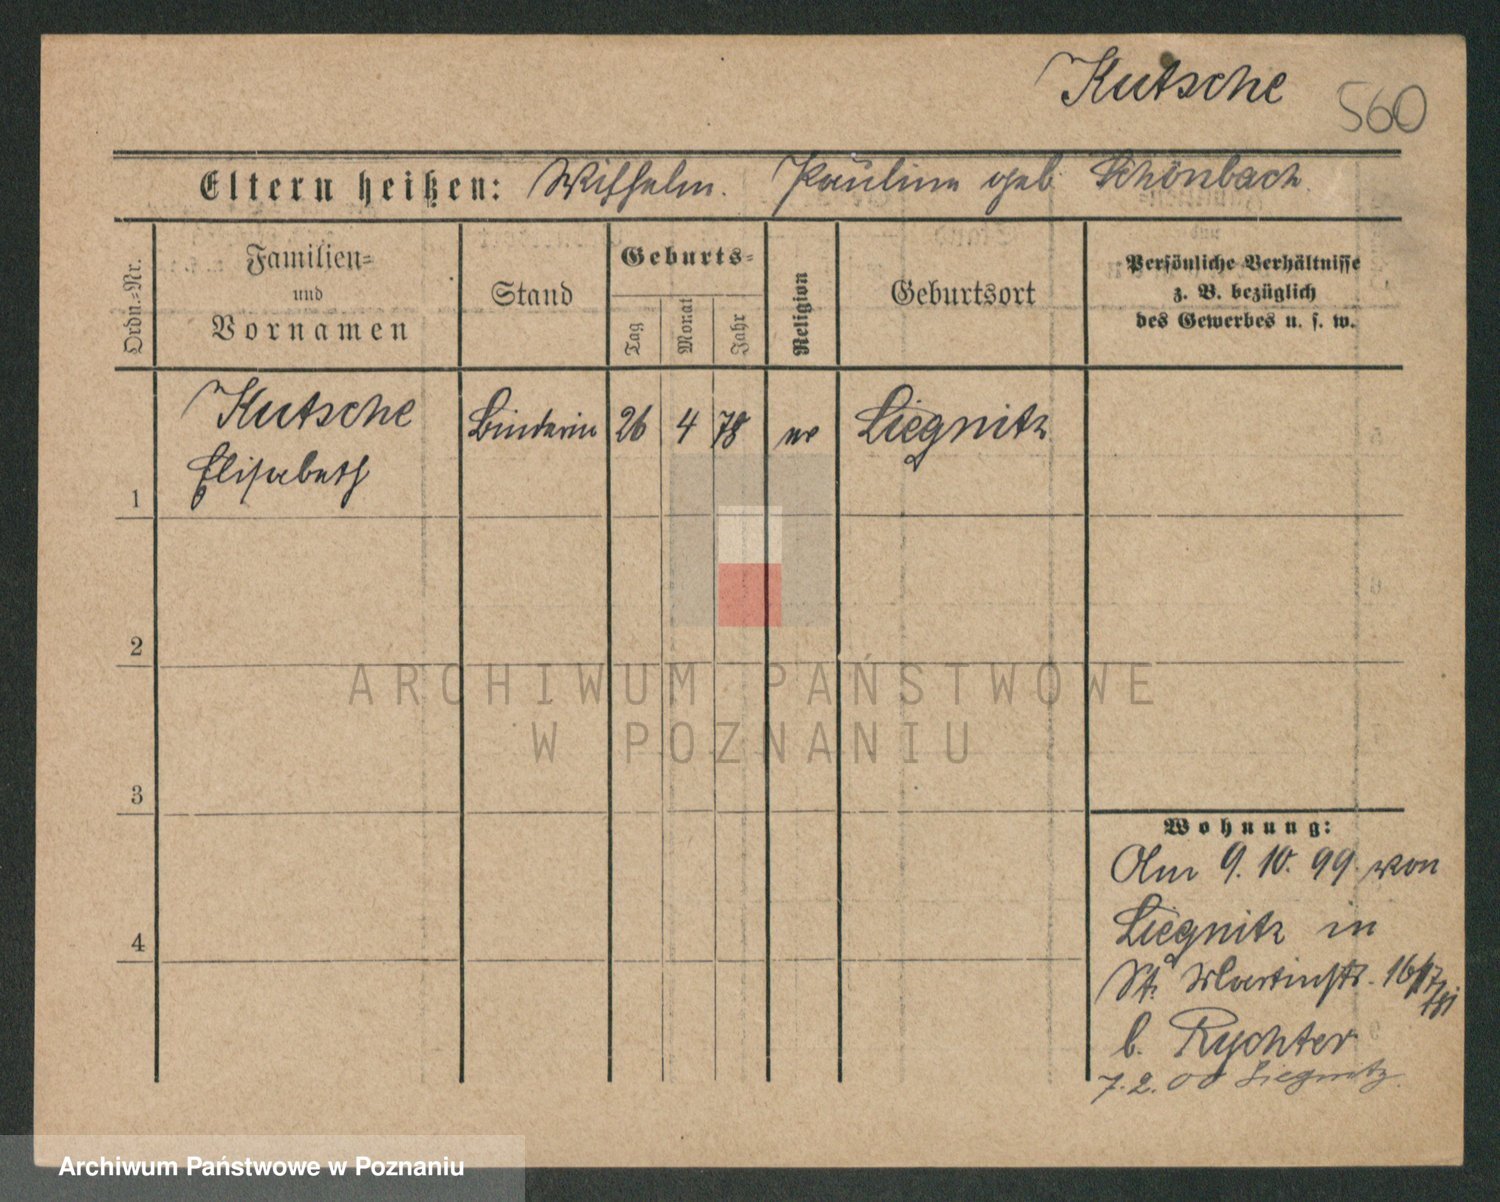 Kutsche 560
Eltern heißen: Wilhelm. Pauline geb. Schönbach
Ordn.=Nr.
Familien=
und
Vornamen
Stand
Geburts=
Tag
Monat
Jahr
Religion
Geburtsort
Persönliche Verhältnisse
z. B. bezüglich
des Gewerbes u. s. w.
Kutsche Binderin 26 4 78 ev Liegnitz
Elisabeth
1
2
ARCHIWUM PAŃSTWOWE
W POZNANIU
3
Wohnung:
Am 9. 10. 99 von
Liegnitz in
4
St. Martinstr. 16/17
b. Rychter
7. 2. 00 Liegnitz.
Archiwum Państwowe w Poznaniu